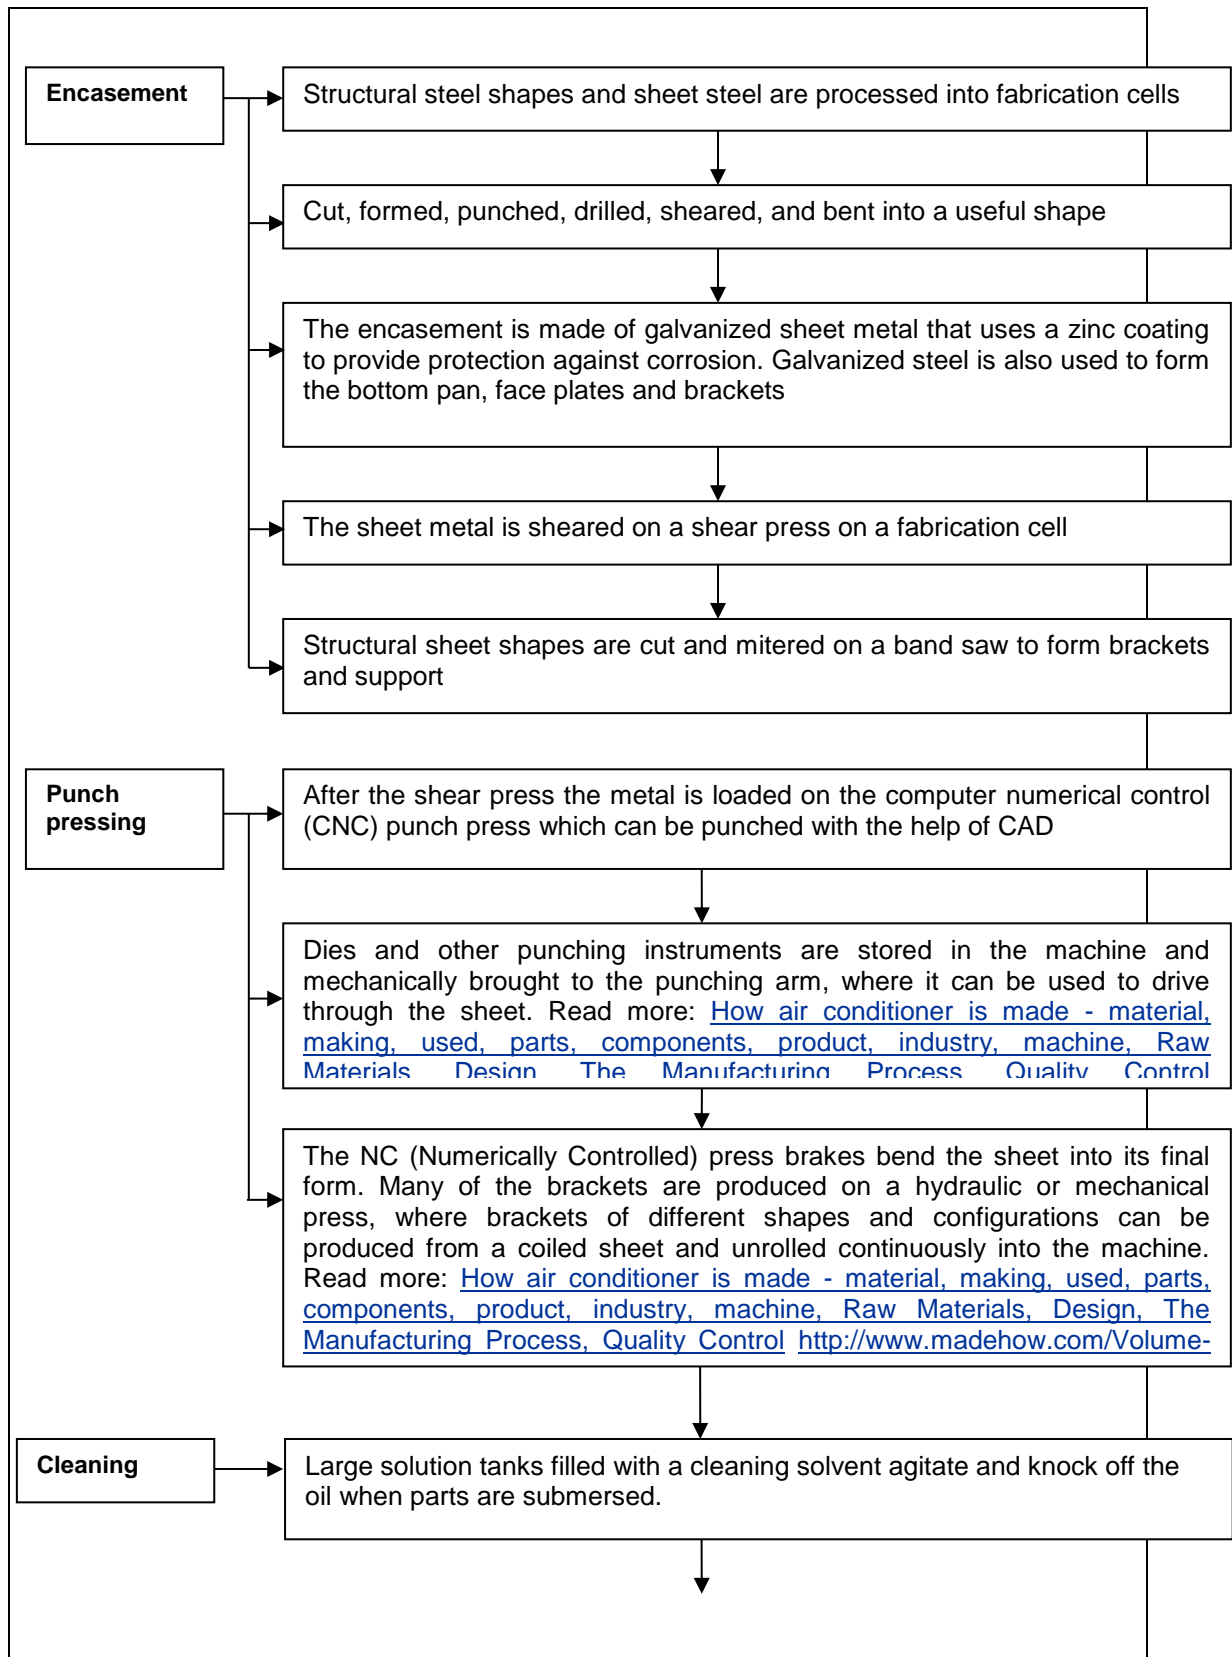 Encasement
Structural steel shapes and sheet steel are processed into fabrication cells
Cut, formed, punched, drilled, sheared, and bent into a useful shape
The encasement is made of galvanized sheet metal that uses a zinc coating
to provide protection against corrosion. Galvanized steel is also used to form
the bottom pan, face plates and brackets
The sheet metal is sheared on a shear press on a fabrication cell
Structural sheet shapes are cut and mitered on a band saw to form brackets
and support
Punch
pressing
After the shear press the metal is loaded on the computer numerical control
(CNC) punch press which can be punched with the help of CAD
Dies and other punching instruments are stored in the machine and
mechanically brought to the punching arm, where it can be used to drive
through the sheet. Read more: How air conditioner is made - material,
making, used, parts, components, product, industry, machine, Raw
Materials Design The Manufacturing Process Quality Control
The NC (Numerically Controlled) press brakes bend the sheet into its final
form. Many of the brackets are produced on a hydraulic or mechanical
press, where brackets of different shapes and configurations can be
produced from a coiled sheet and unrolled continuously into the machine.
Read more: How air conditioner is made - material, making, used, parts,
components, product, industry, machine, Raw Materials, Design, The
Manufacturing Process, Quality Control http://www.madehow.com/Volume-
Cleaning
Large solution tanks filled with a cleaning solvent agitate and knock off the
oil when parts are submersed.